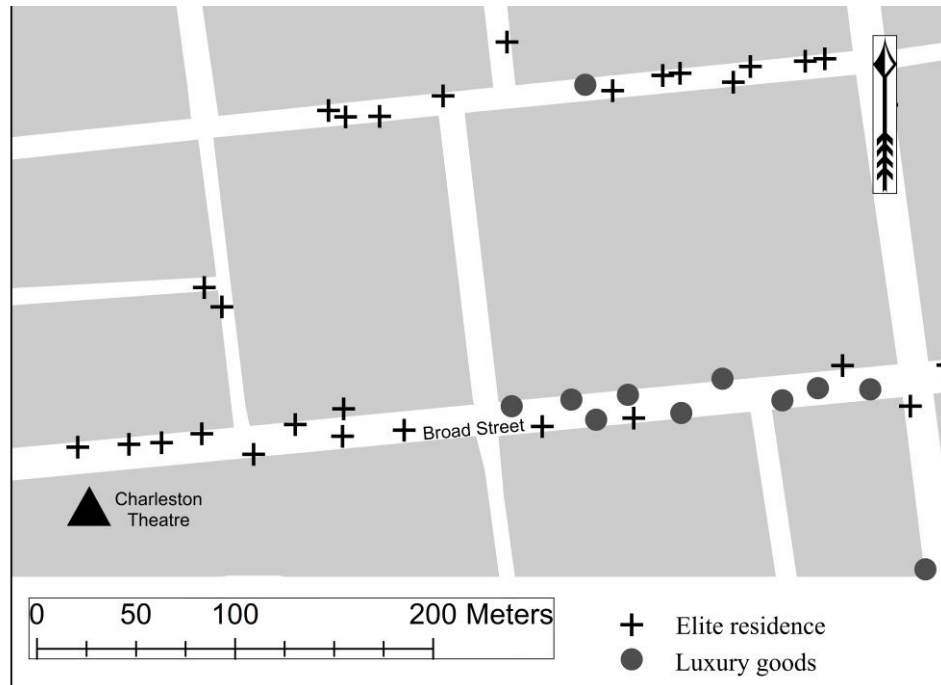 Broad Street
Charleston
Theatre
0 50 100 200 Meters
Elite residence
Luxury goods